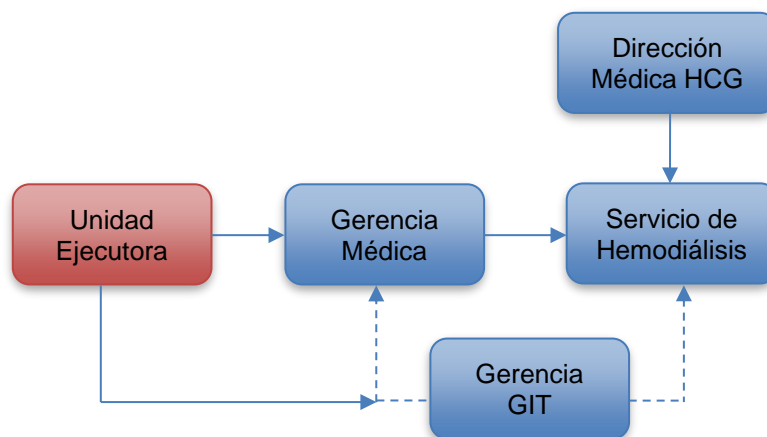 Dirección
Médica HCG
Unidad
Ejecutora
Gerencia
Médica
Servicio de
Hemodiálisis
Gerencia
GIT